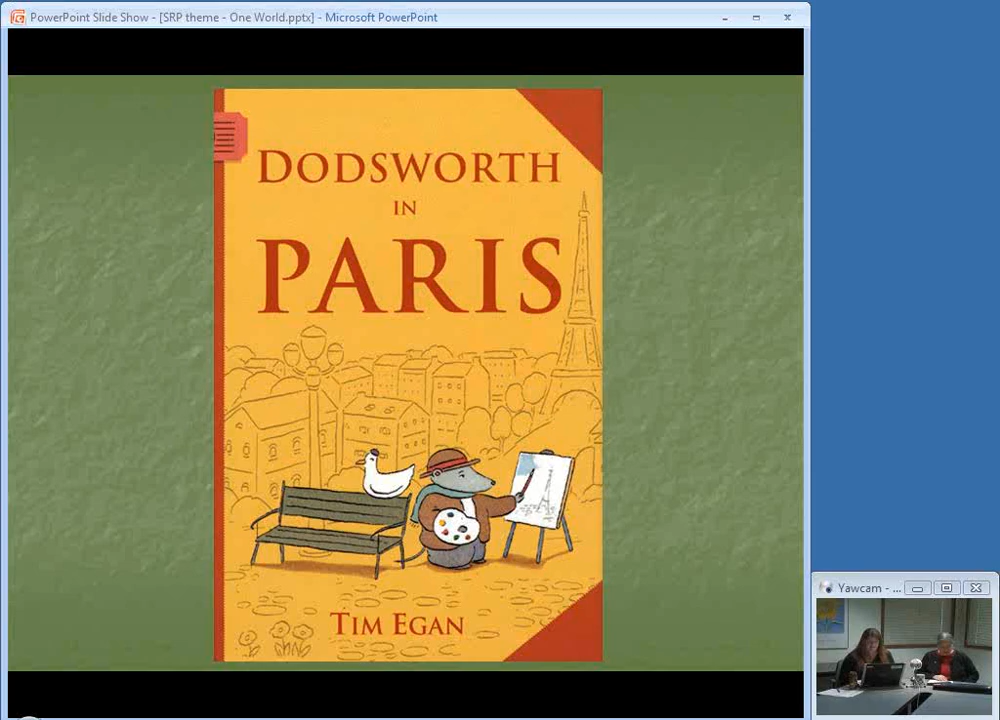 PowerPoint Slide Show - [SRP theme - One World.pptx] - Microsoft PowerPoint
DODSWORTH
IN
PARIS
TIM EGAN
Yawcam - ...